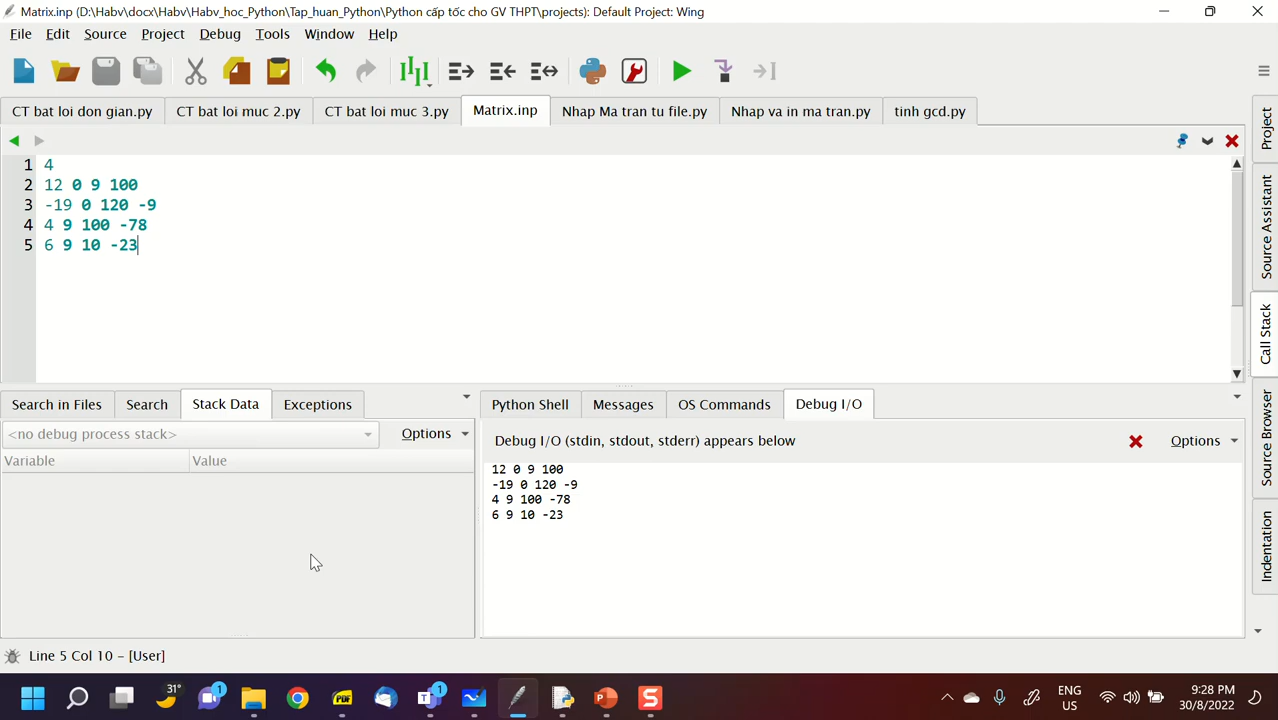 Matrix.inp (D:\Habv\docx\Habv\Habv_hoc_Python\Tap_huan_Python\Python cấp tốc cho GV THPT\projects): Default Project: Wing
File Edit Source Project Debug Tools Window Help
CT bat loi don gian.py CT bat loi muc 2.py CT bat loi muc 3.py Matrix.inp Nhap Ma tran tu file.py Nhap va in ma tran.py tinh gcd.py
1 4
2 12 0 9 100
3 -19 0 120 -9
4 4 9 100 -78
5 6 9 10 -23
Project
Source Assistant
Call Stack
Source Browser
Indentation
Search in Files Search Stack Data Exceptions
<no debug process stack> Options
Variable Value
Python Shell Messages OS Commands Debug I/O
Debug I/O (stdin, stdout, stderr) appears below Options
12 0 9 100
-19 0 120 -9
4 9 100 -78
6 9 10 -23
Line 5 Col 10 – [User]
31° 1 PDF T 1 P S ENG 9:28 PM
US 30/8/2022